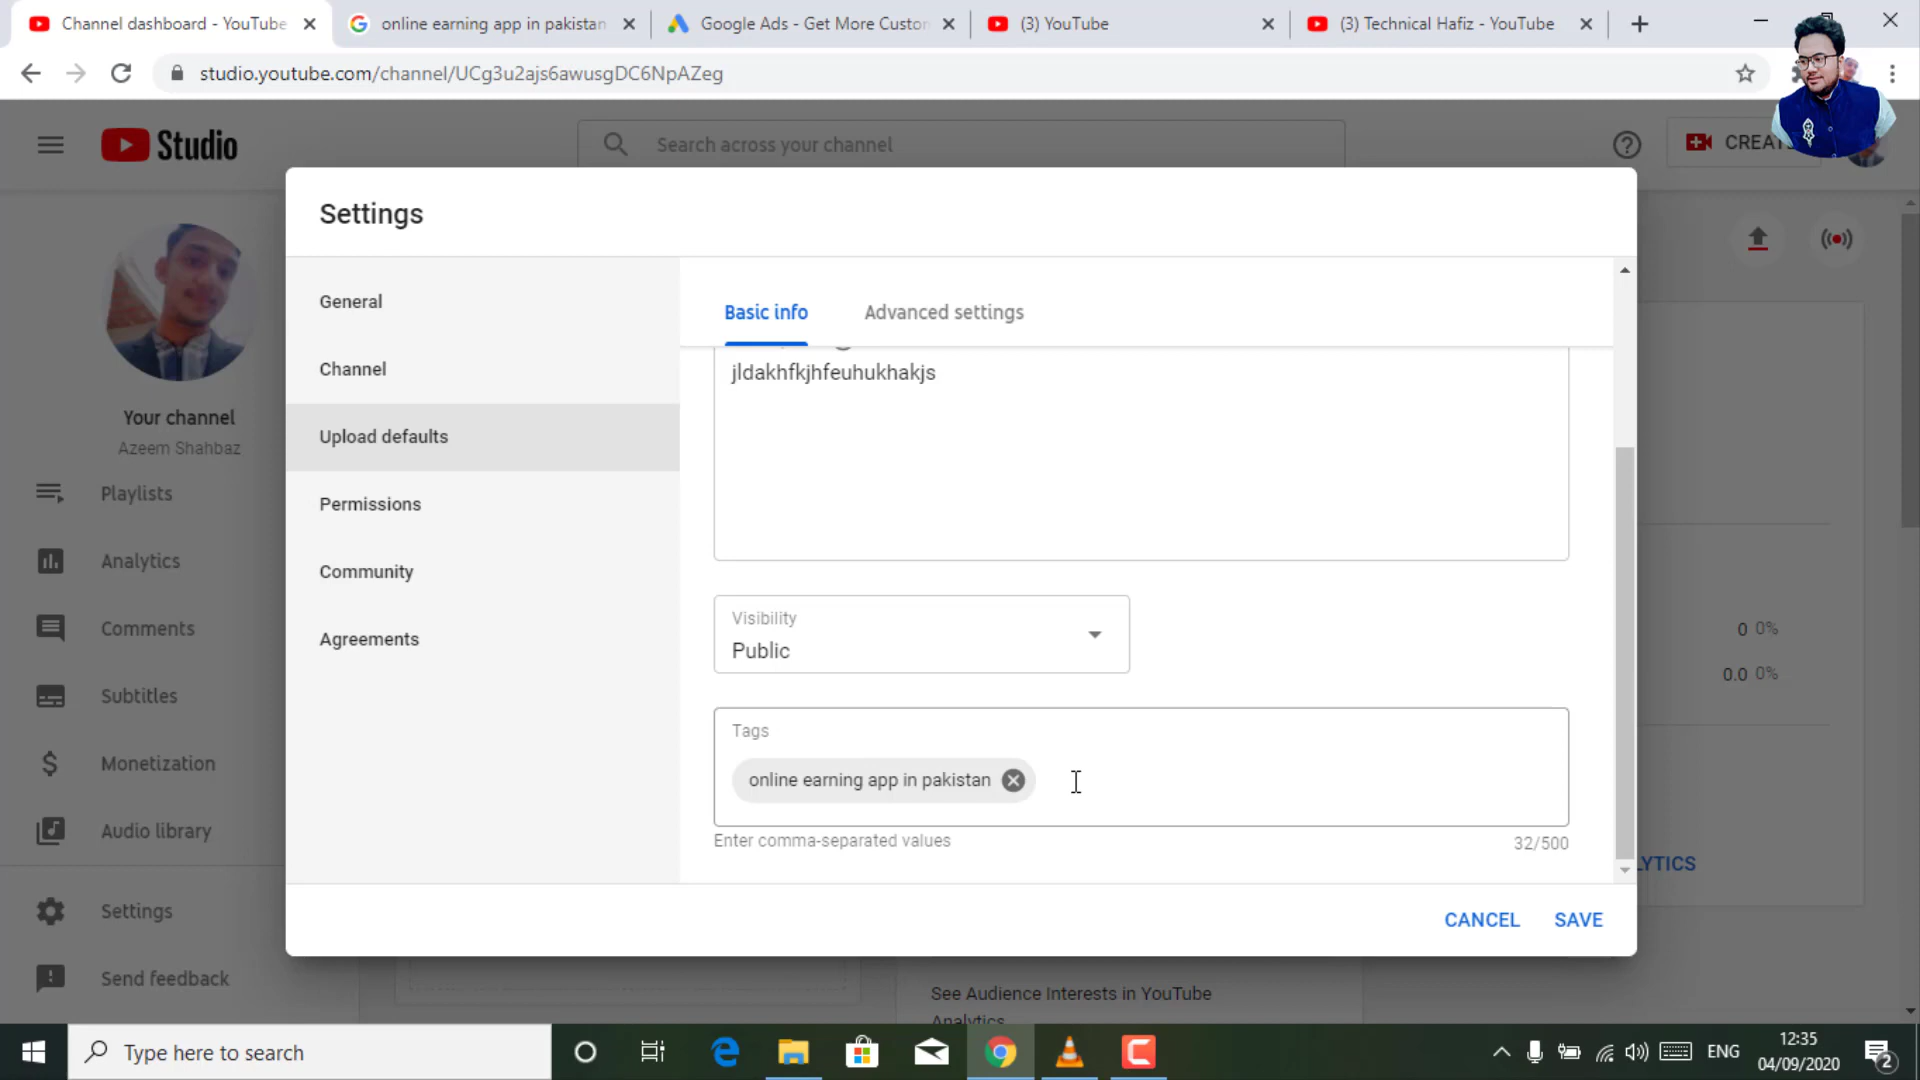 Channel dashboard - YouTube
online earning app in pakistan
Google Ads - Get More Custon
(3) YouTube
(3) Technical Hafiz - YouTube
studio.youtube.com/channel/UCg3u2ajs6awusgDC6NpAZeg
Studio
Search across your channel
CREAT
Settings
General
Channel
Upload defaults
Permissions
Community
Agreements
Basic info
Advanced settings
jldakhfkjhfeuhukhakjs
Visibility
Public
Tags
online earning app in pakistan
Enter comma-separated values
32/500
CANCEL
SAVE
Your channel
Azeem Shahbaz
Playlists
Analytics
Comments
Subtitles
Monetization
Audio library
Settings
Send feedback
0 0%
0.0 0%
LYTICS
See Audience Interests in YouTube
Analytics
Type here to search
ENG
12:35
04/09/2020
2